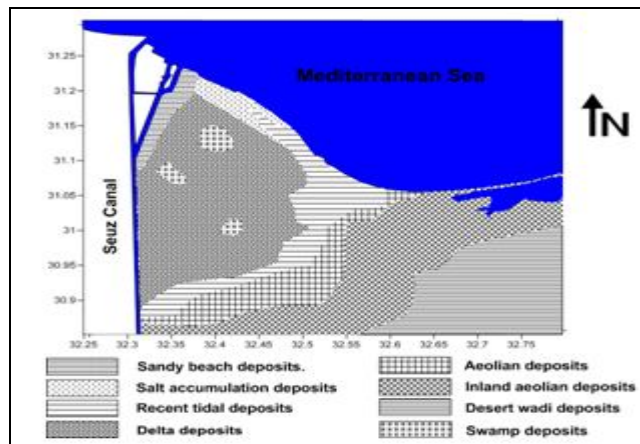 31.25
31.2
31.15
31.1
31.05
31
30.95
30.9
Mediterranean Sea
N
Seuz Canal
32.25 32.3 32.35 32.4 32.45 32.5 32.55 32.6 32.65 32.7 32.75
Sandy beach deposits.
Salt accumulation deposits
Recent tidal deposits
Delta deposits
Aeolian deposits
Inland aeolian deposits
Desert wadi deposits
Swamp deposits